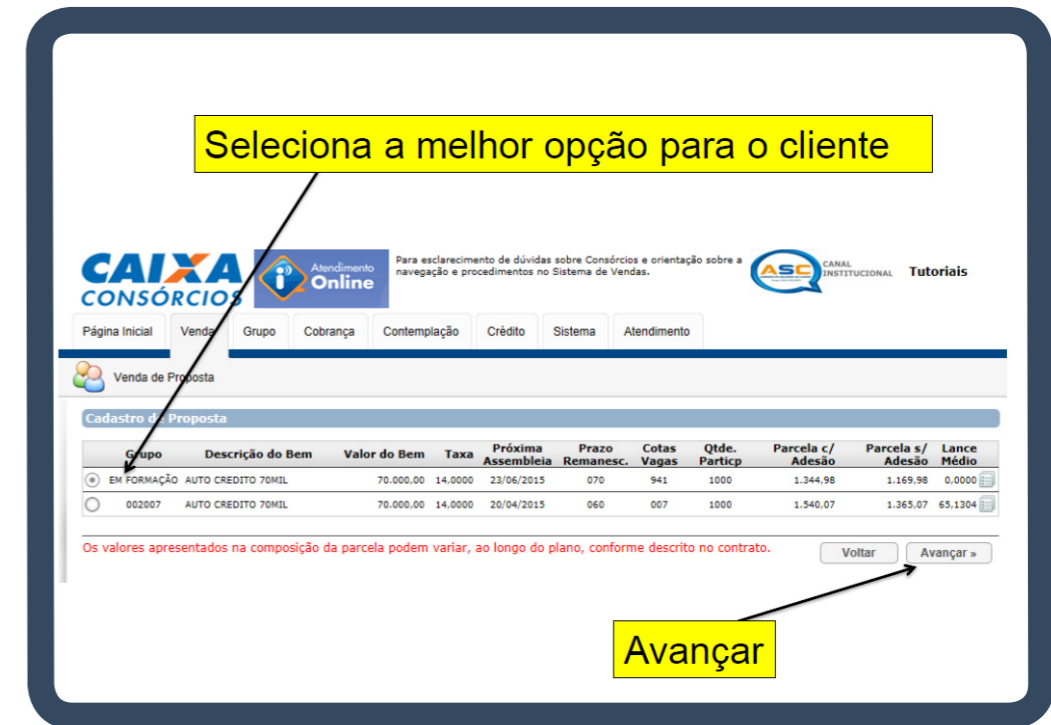 Seleciona a melhor opção para o cliente
CAIXA
CONSÓRCIOS
Atendimento
Online
Para esclarecimento de dúvidas sobre Consórcios e orientação sobre a
navegação e procedimentos no Sistema de Vendas.
ASC
CANAL
INSTITUCIONAL
Tutoriais
Página Inicial Venda Grupo Cobrança Contemplação Crédito Sistema Atendimento
Venda de Proposta
Cadastro de Proposta
Grupo Descrição do Bem Valor do Bem Taxa Próxima Assembleia Prazo Remanesc. Cotas Vagas Qtde. Particp Parcela c/ Adesão Parcela s/ Adesão Lance Médio
EM FORMAÇÃO AUTO CREDITO 70MIL 70.000,00 14,0000 23/06/2015 070 941 1000 1.344,98 1.169,98 0,0000
002007 AUTO CREDITO 70MIL 70.000,00 14,0000 20/04/2015 060 007 1000 1.540,07 1.365,07 65,1304
Os valores apresentados na composição da parcela podem variar, ao longo do plano, conforme descrito no contrato.
Voltar Avançar »
Avançar